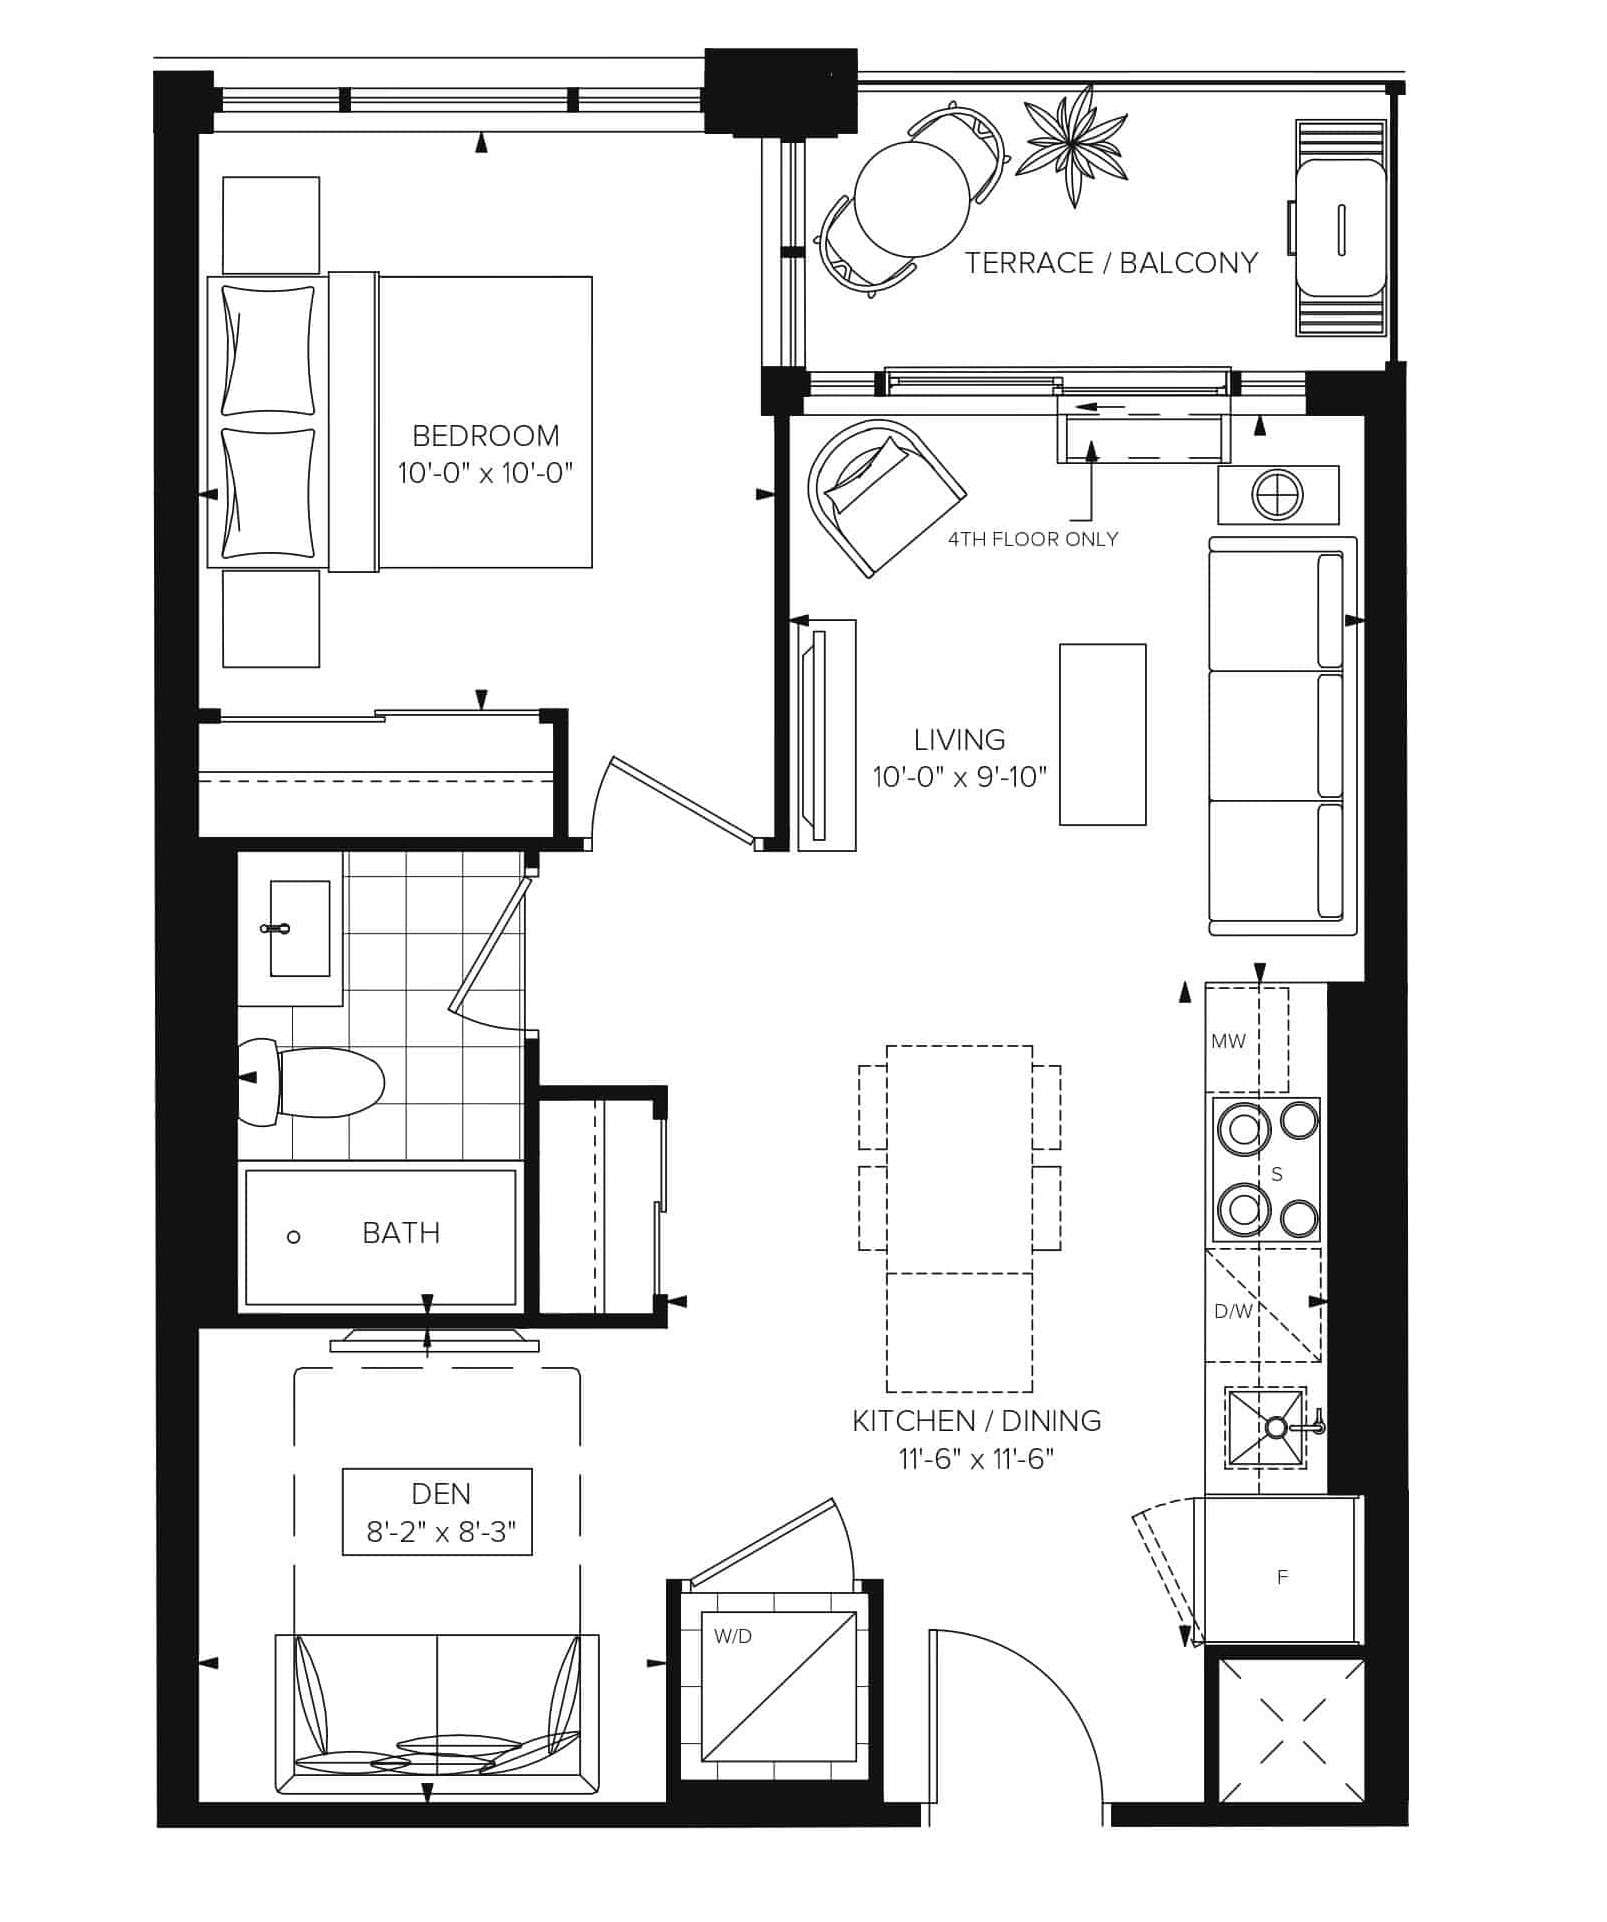 TERRACE / BALCONY
BEDROOM
10'-0" x 10'-0"
4TH FLOOR ONLY
LIVING
10'-0" x 9'-10"
MW
S
BATH
D/W
KITCHEN / DINING
11'-6" x 11'-6"
DEN
8'-2" x 8'-3"
F
W/D